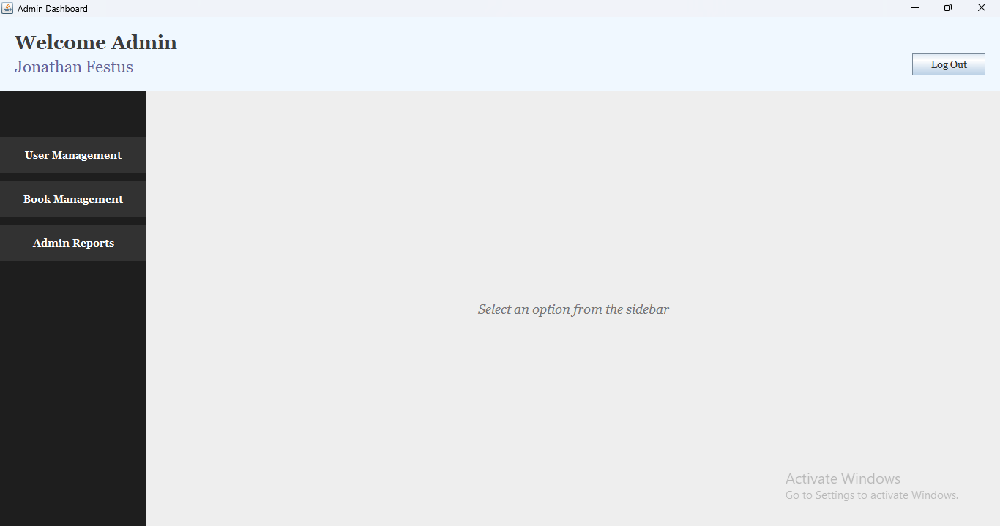 Admin Dashboard
Welcome Admin
Jonathan Festus
Log Out
User Management
Book Management
Admin Reports
Select an option from the sidebar
Activate Windows
Go to Settings to activate Windows.